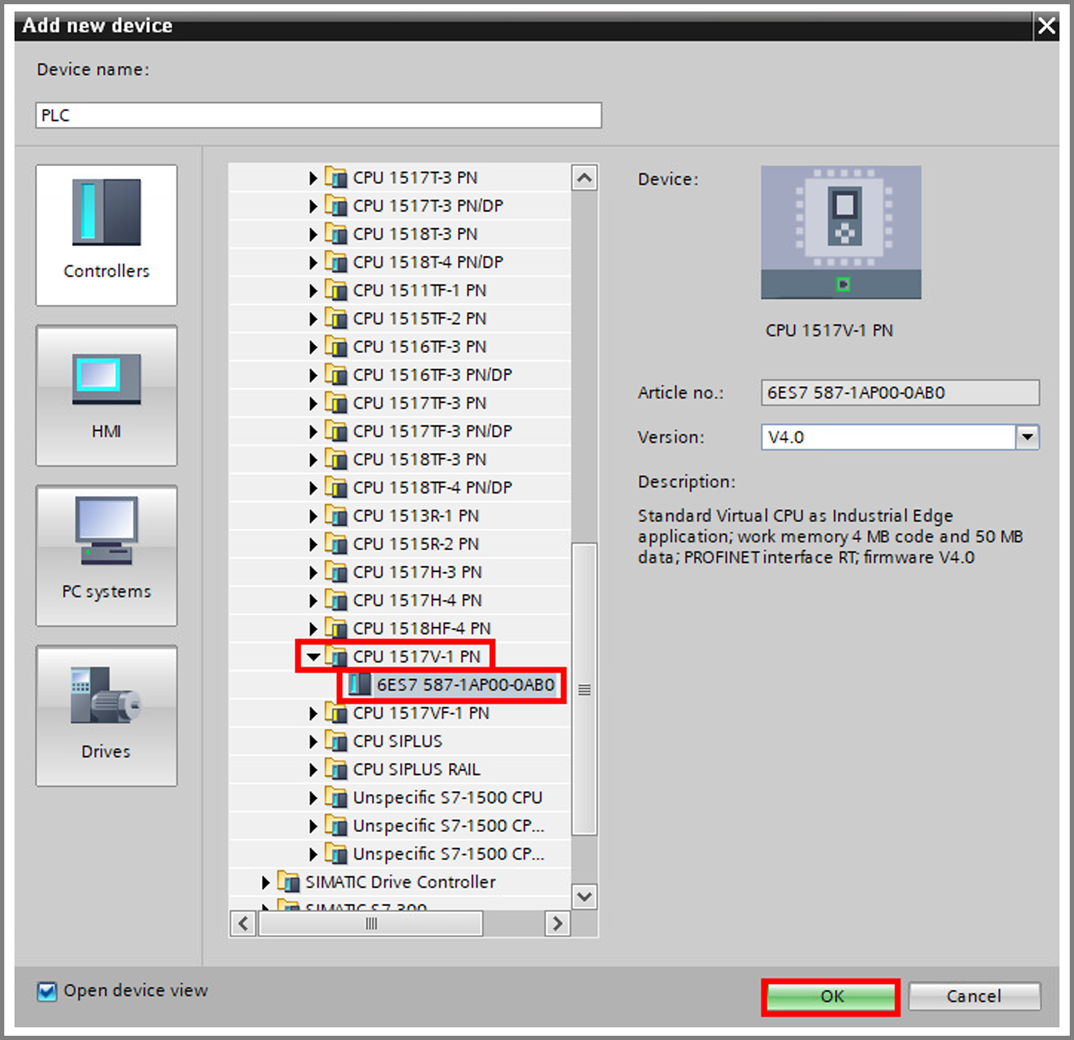 Add new device
Device name:
PLC
Controllers
HMI
PC systems
Drives
CPU 1517T-3 PN
CPU 1517T-3 PN/DP
CPU 1518T-3 PN
CPU 1518T-4 PN/DP
CPU 1511TF-1 PN
CPU 1515TF-2 PN
CPU 1516TF-3 PN
CPU 1516TF-3 PN/DP
CPU 1517TF-3 PN
CPU 1517TF-3 PN/DP
CPU 1518TF-3 PN
CPU 1518TF-4 PN/DP
CPU 1513R-1 PN
CPU 1515R-2 PN
CPU 1517H-3 PN
CPU 1517H-4 PN
CPU 1518HF-4 PN
CPU 1517V-1 PN
6ES7 587-1AP00-0AB0
CPU 1517VF-1 PN
CPU SIPLUS
CPU SIPLUS RAIL
Unspecific S7-1500 CPU
Unspecific S7-1500 CP...
Unspecific S7-1500 CP...
SIMATIC Drive Controller
SIMATIC S7-300
Device:
CPU 1517V-1 PN
Article no.:
6ES7 587-1AP00-0AB0
Version:
V4.0
Description:
Standard Virtual CPU as Industrial Edge
application; work memory 4 MB code and 50 MB
data; PROFINET interface RT; firmware V4.0
Open device view
OK
Cancel